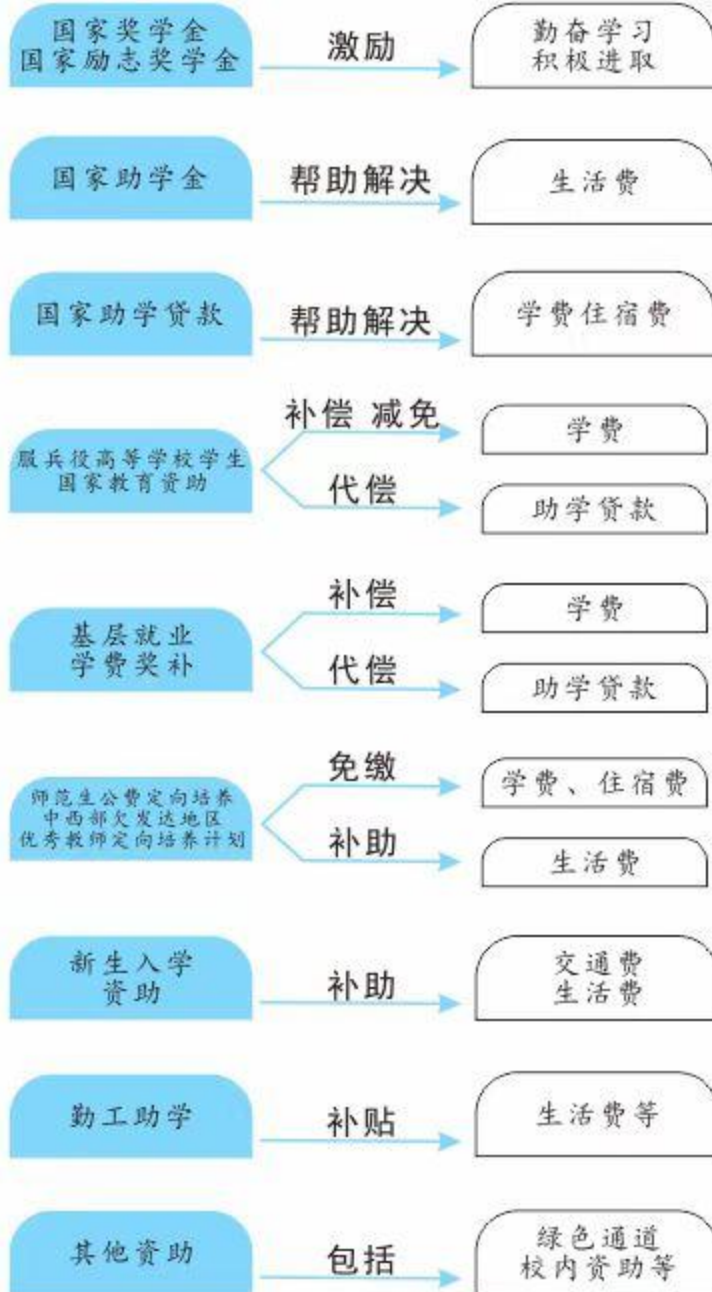 国家奖学金
国家励志奖学金
激励
勤奋学习
积极进取
国家助学金
帮助解决
生活费
国家助学贷款
帮助解决
学费住宿费
服兵役高等学校学生
国家教育资助
补偿 减免
学费
代偿
助学贷款
基层就业
学费奖补
补偿
学费
代偿
助学贷款
师范生公费定向培养
中西部欠发达地区
优秀教师定向培养计划
免缴
学费、住宿费
补助
生活费
新生入学
资助
补助
交通费
生活费
勤工助学
补贴
生活费等
其他资助
包括
绿色通道
校内资助等